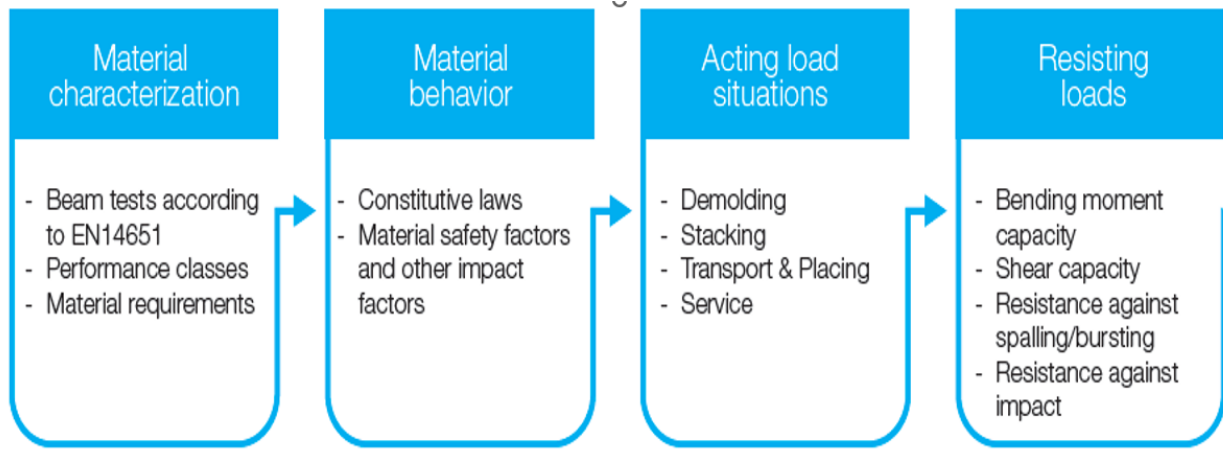 Material
characterization
- Beam tests according
to EN14651
- Performance classes
- Material requirements
Material
behavior
- Constitutive laws
- Material safety factors
and other impact
factors
Acting load
situations
- Demolding
- Stacking
- Transport & Placing
- Service
Resisting
loads
- Bending moment
capacity
- Shear capacity
- Resistance against
spalling/bursting
- Resistance against
impact